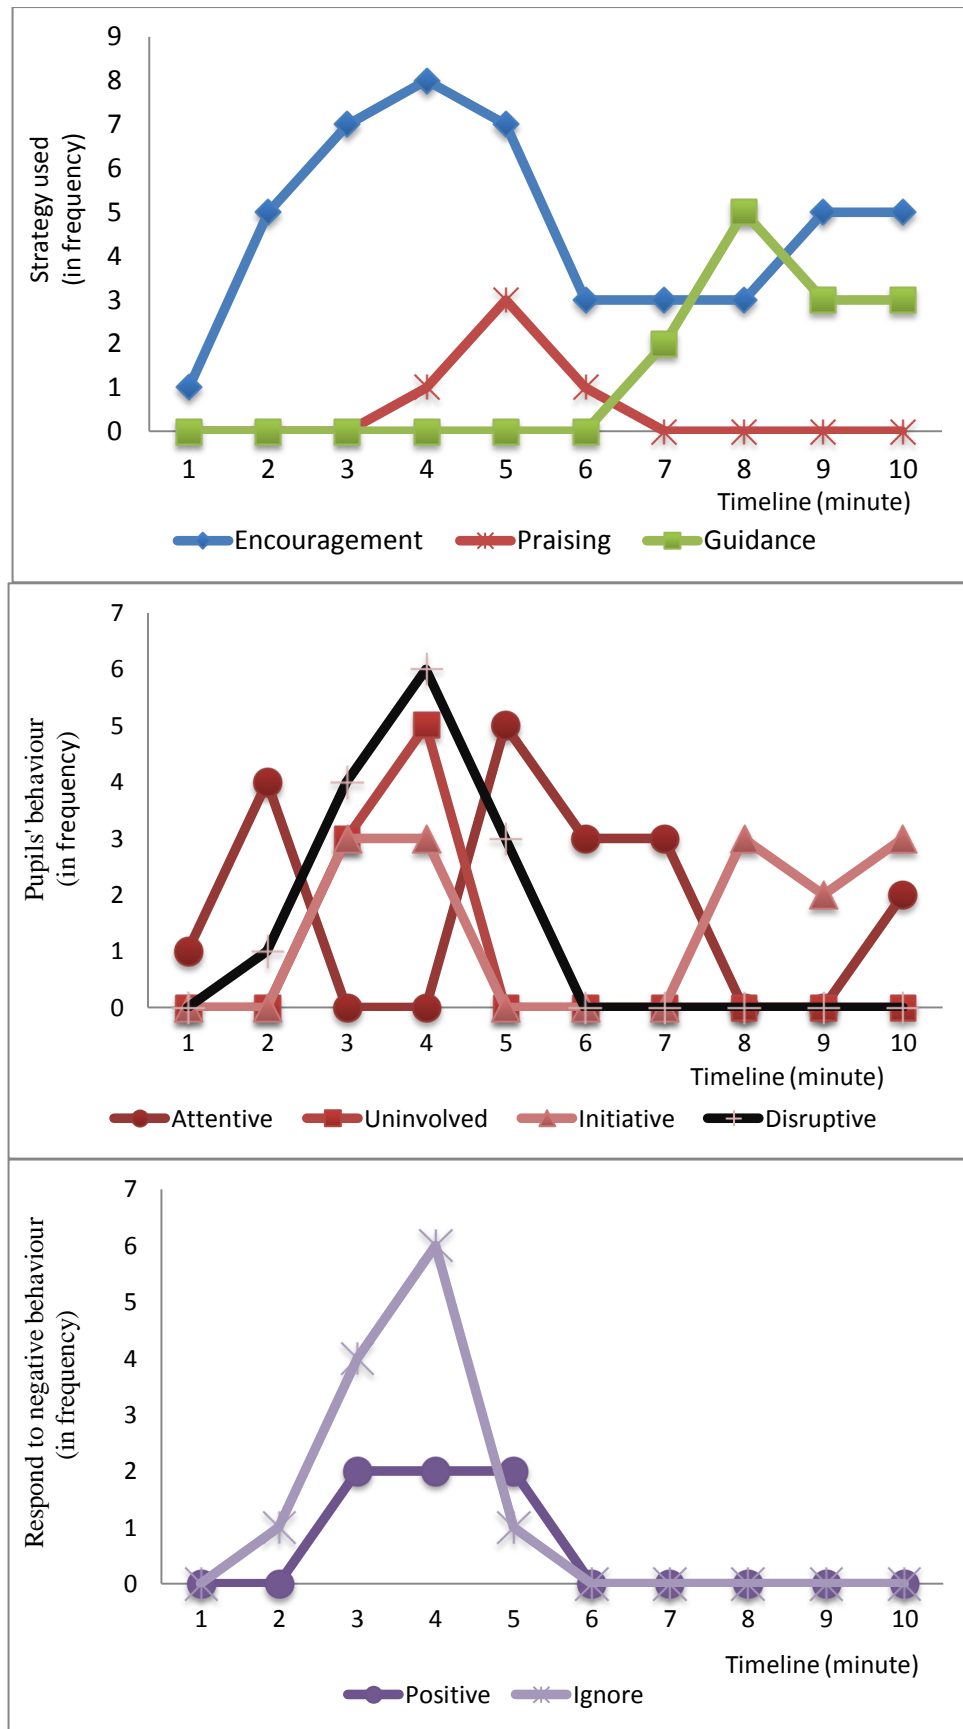 9
8
7
6
5
4
3
2
1
0
Strategy used
(in frequency)
1 2 3 4 5 6 7 8 9 10
Timeline (minute)
Encouragement Praising Guidance
7
6
5
4
3
2
1
0
Pupils' behaviour
(in frequency)
1 2 3 4 5 6 7 8 9 10
Timeline (minute)
Attentive Uninvolved Initiative Disruptive
7
6
5
4
3
2
1
0
Respond to negative behaviour
(in frequency)
1 2 3 4 5 6 7 8 9 10
Timeline (minute)
Positive Ignore